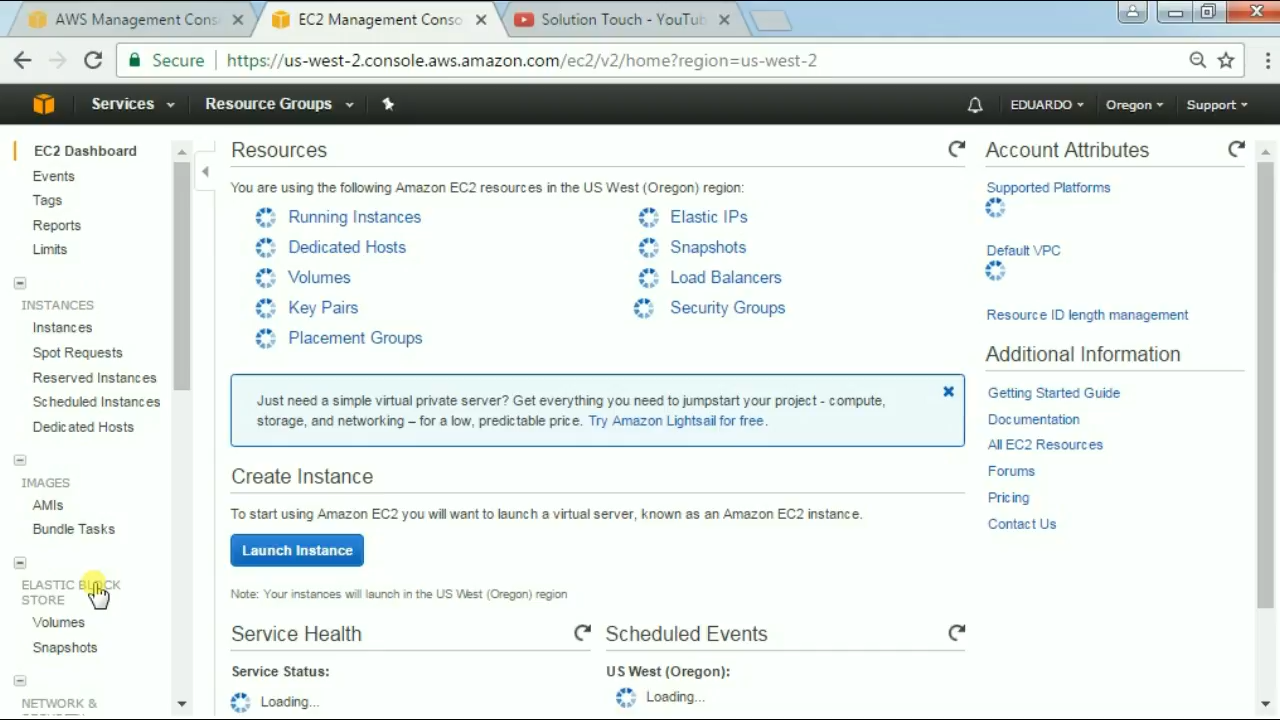 AWS Management Cons
EC2 Management Conso
Solution Touch - YouTub
Secure
https://us-west-2.console.aws.amazon.com/ec2/v2/home?region=us-west-2
Services
Resource Groups
EDUARDO
Oregon
Support
EC2 Dashboard
Events
Tags
Reports
Limits
INSTANCES
Instances
Spot Requests
Reserved Instances
Scheduled Instances
Dedicated Hosts
IMAGES
AMIs
Bundle Tasks
ELASTIC BLOCK
STORE
Volumes
Snapshots
NETWORK &
Resources
You are using the following Amazon EC2 resources in the US West (Oregon) region:
Running Instances
Elastic IPs
Dedicated Hosts
Snapshots
Volumes
Load Balancers
Key Pairs
Security Groups
Placement Groups
Just need a simple virtual private server? Get everything you need to jumpstart your project - compute,
storage, and networking – for a low, predictable price. Try Amazon Lightsail for free.
Create Instance
To start using Amazon EC2 you will want to launch a virtual server, known as an Amazon EC2 instance.
Launch Instance
Note: Your instances will launch in the US West (Oregon) region
Service Health
Service Status:
Loading...
Scheduled Events
US West (Oregon):
Loading...
Account Attributes
Supported Platforms
Default VPC
Resource ID length management
Additional Information
Getting Started Guide
Documentation
All EC2 Resources
Forums
Pricing
Contact Us